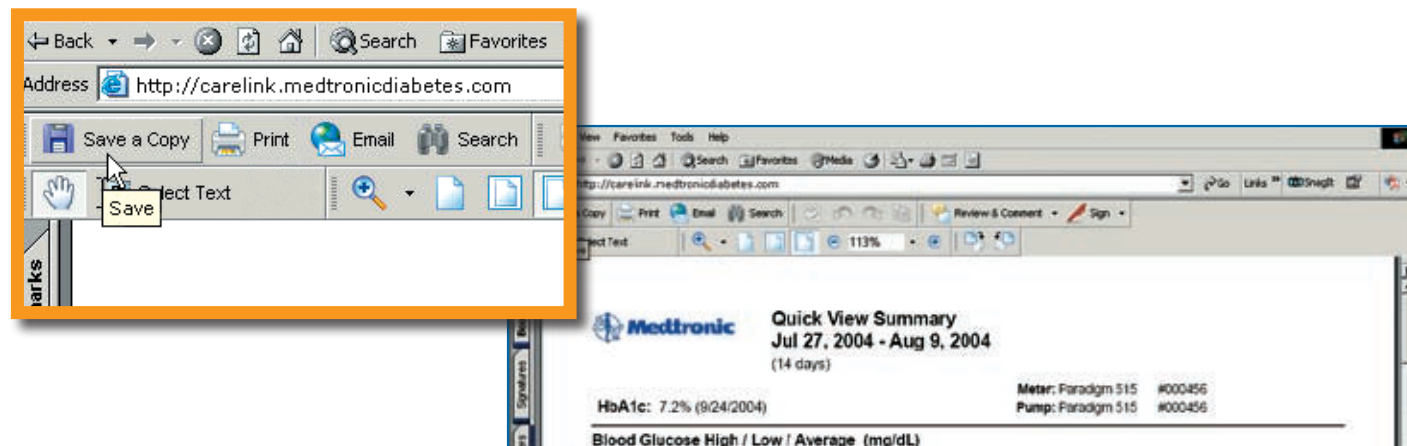 Back Search Favorites
Address http://carelink.medtronicdiabetes.com
Save a Copy Print Email Search
Select Text
Save
arks
View Favorites Tools Help
Search Favorites Media
http://carelink.medtronicdiabetes.com Go Links » SnagIt
Copy Print Email Search Review & Comment Sign
ect Text 113%
Medtronic
Quick View Summary
Jul 27, 2004 - Aug 9, 2004
(14 days)
Meter: Paradigm 515 #000456
HbA1c: 7.2% (9/24/2004) Pump: Paradigm 515 #000456
Blood Glucose High / Low / Average (mg/dL)
Signatures